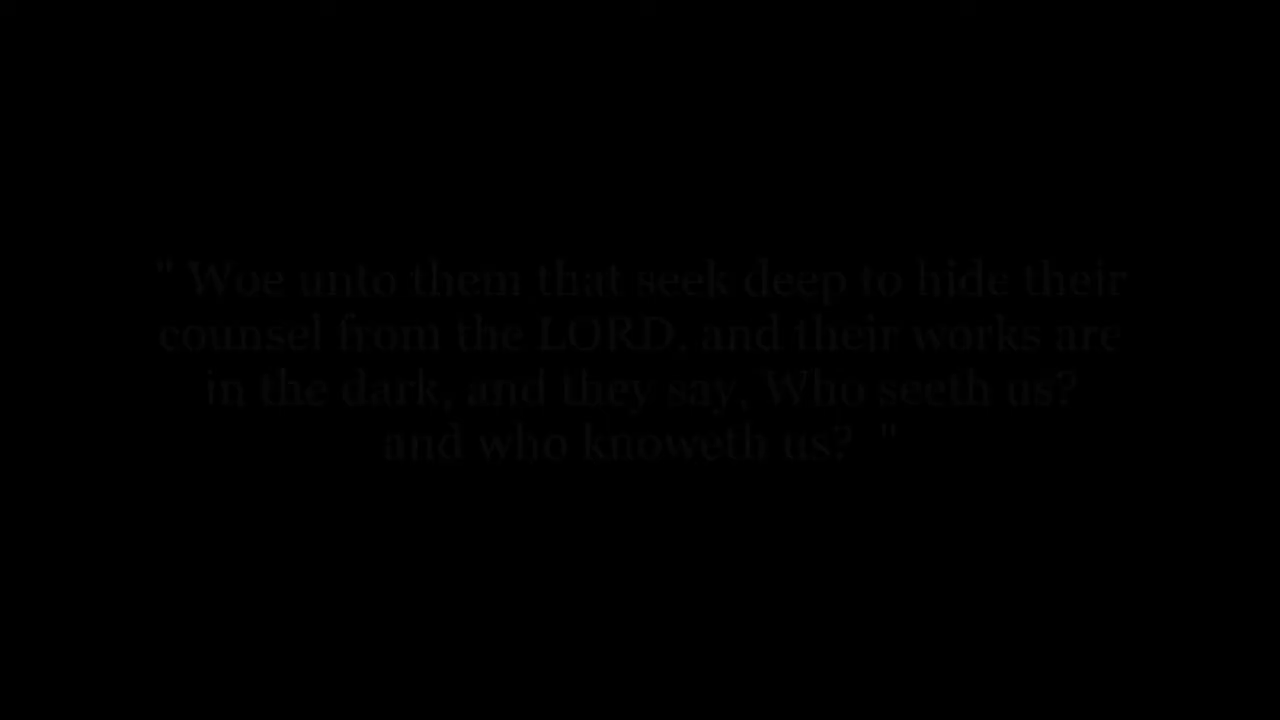 " Woe unto them that seek deep to hide their
counsel from the LORD, and their works are
in the dark, and they say, Who seeth us?
and who knoweth us? "